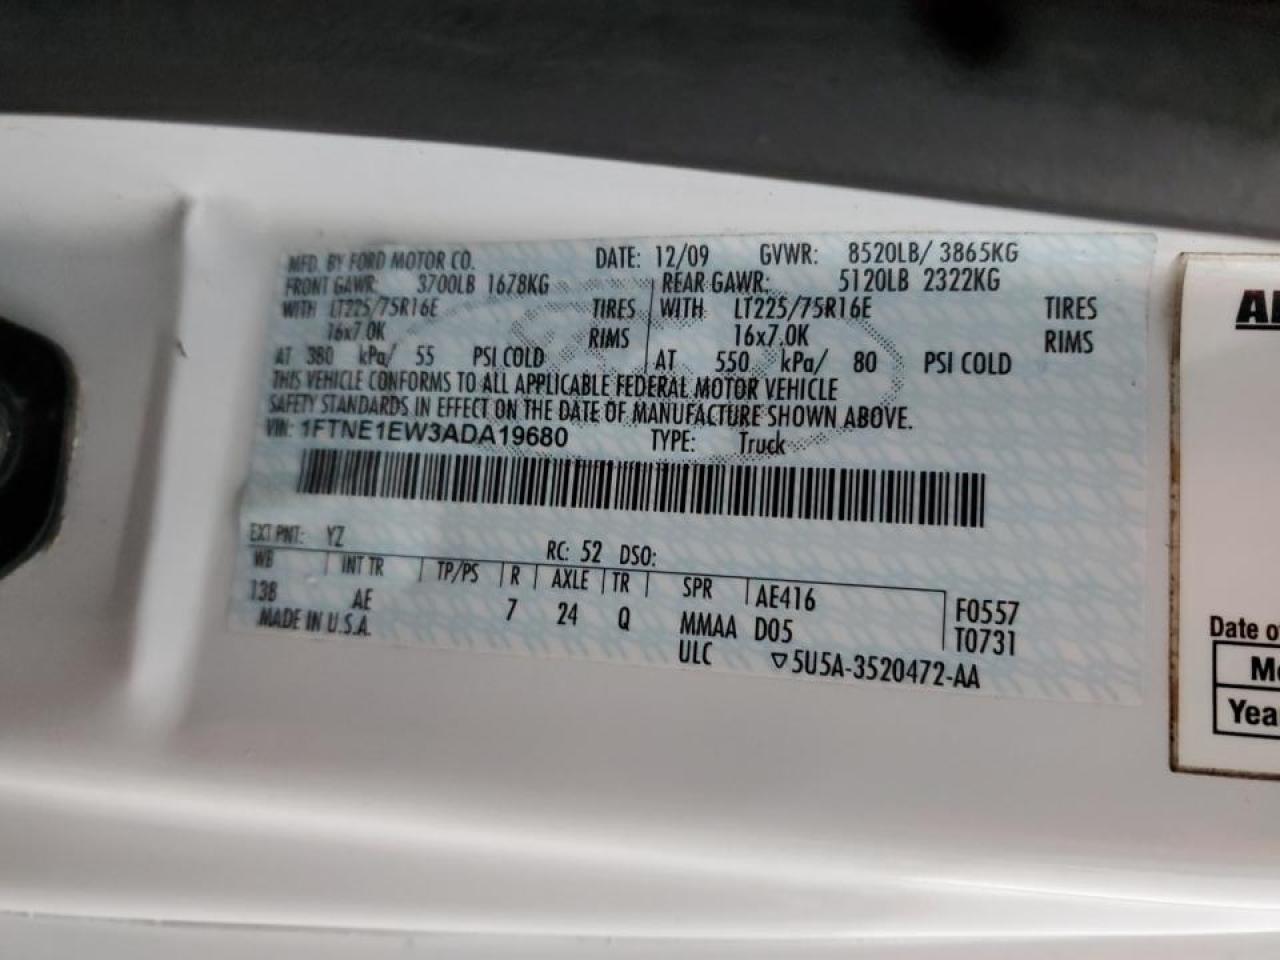 MFD. BY FORD MOTOR CO. DATE: 12/09 GVWR: 8520LB/ 3865KG
FRONT GAWR: 3700LB 1678KG REAR GAWR: 5120LB 2322KG
WITH LT225/75R16E TIRES WITH LT225/75R16E TIRES
16x7.0K RIMS 16x7.0K RIMS
AT 380 kPa/ 55 PSI COLD AT 550 kPa/ 80 PSI COLD
THIS VEHICLE CONFORMS TO ALL APPLICABLE FEDERAL MOTOR VEHICLE
SAFETY STANDARDS IN EFFECT ON THE DATE OF MANUFACTURE SHOWN ABOVE.
VIN: 1FTNE1EW3ADA19680 TYPE: Truck
EXT PNT: YZ RC: 52 DSO:
WB INT TR TP/PS R AXLE TR SPR AE416 F0557
138 AE 7 24 Q MMAA D05 T0731
MADE IN U.S.A. ULC ▽5U5A-3520472-AA
Date o
Yea